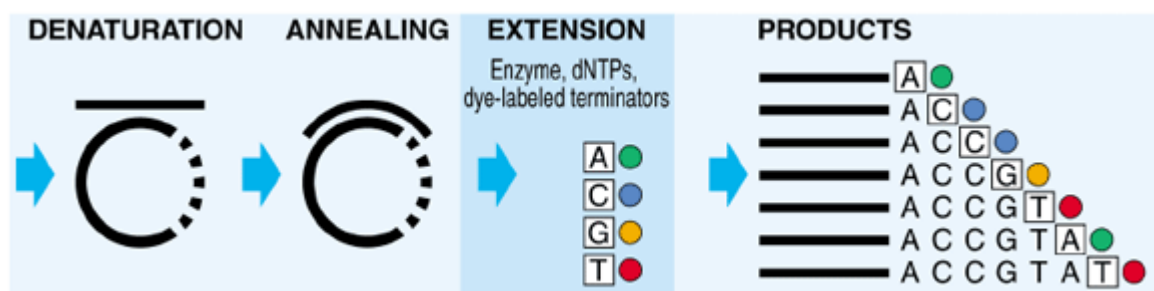 DENATURATION
ANNEALING
EXTENSION
Enzyme, dNTPs,
dye-labeled terminators
A
C
G
T
PRODUCTS
A
A C
A C C
A C C G
A C C G T
A C C G T A
A C C G T A T